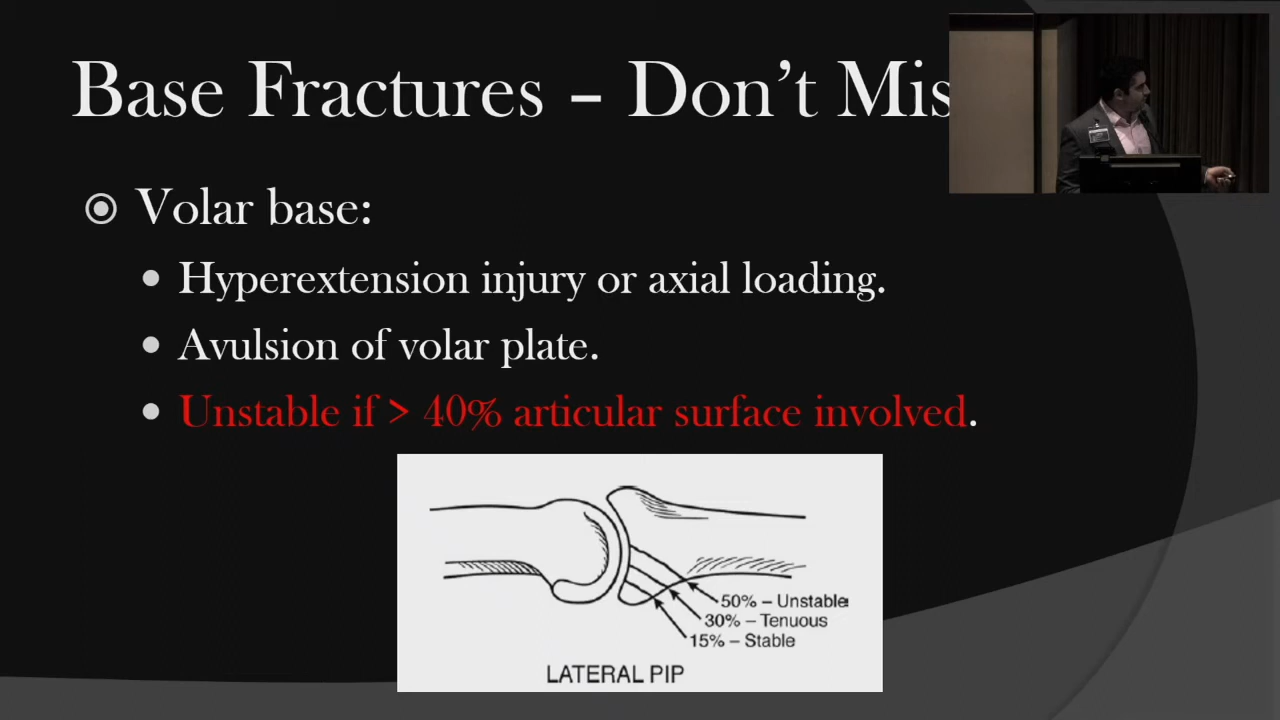 Base Fractures – Don't Mis
Volar base:
Hyperextension injury or axial loading.
Avulsion of volar plate.
Unstable if > 40% articular surface involved.
50% – Unstable
30% – Tenuous
15% – Stable
LATERAL PIP